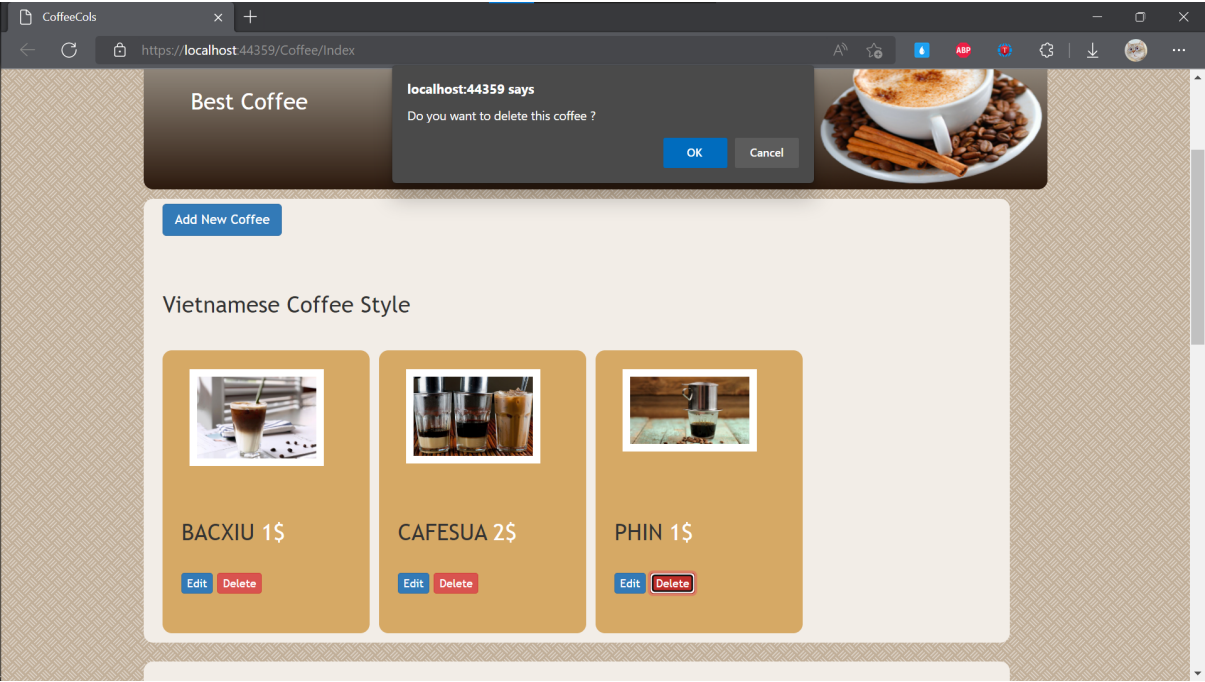 CoffeeCols
https://localhost:44359/Coffee/Index
ABP
Best Coffee
localhost:44359 says
Do you want to delete this coffee ?
OK Cancel
Add New Coffee
Vietnamese Coffee Style
BACXIU 1$ CAFESUA 2$ PHIN 1$
Edit Delete Edit Delete Edit Delete